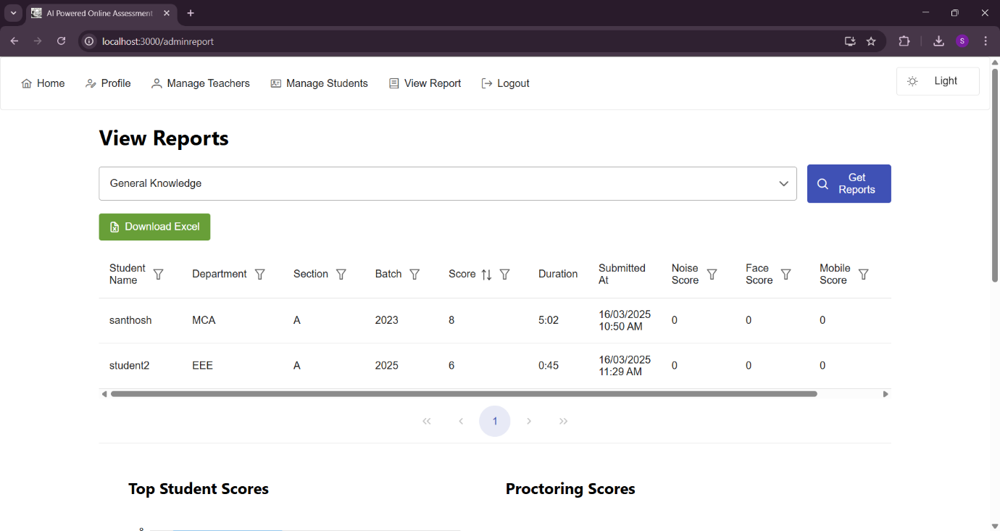 AI Powered Online Assessment
localhost:3000/adminreport
S
Home Profile Manage Teachers Manage Students View Report Logout Light
View Reports
General Knowledge
Get
Reports
Download Excel
Student Name Department Section Batch Score Duration Submitted At Noise Score Face Score Mobile Score
santhosh MCA A 2023 8 5:02 16/03/2025 10:50 AM 0 0 0
student2 EEE A 2025 6 0:45 16/03/2025 11:29 AM 0 0 0
1
Top Student Scores Proctoring Scores